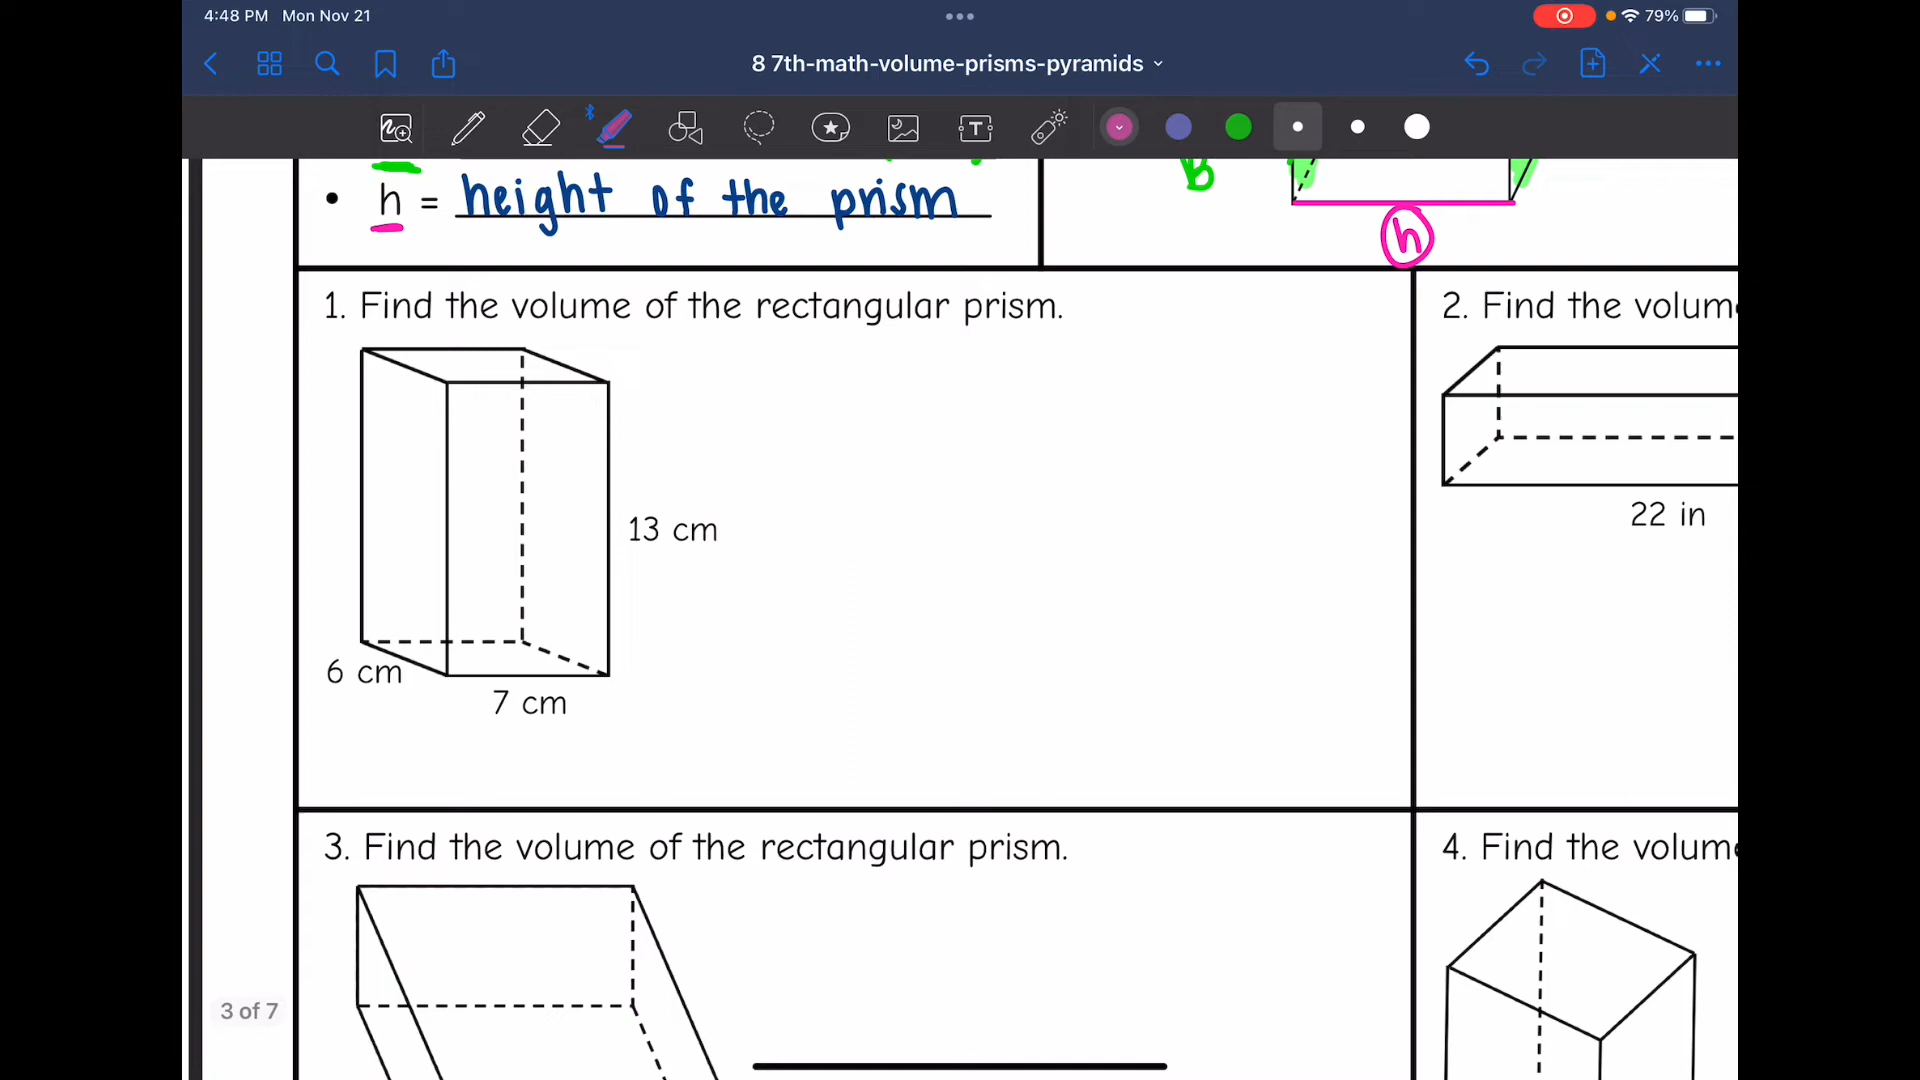 4:48 PM Mon Nov 21
79%
8 7th-math-volume-prisms-pyramids
• h = height of the prism
B
h
1. Find the volume of the rectangular prism.
13 cm
6 cm
7 cm
2. Find the volum
22 in
3. Find the volume of the rectangular prism.
4. Find the volum
3 of 7